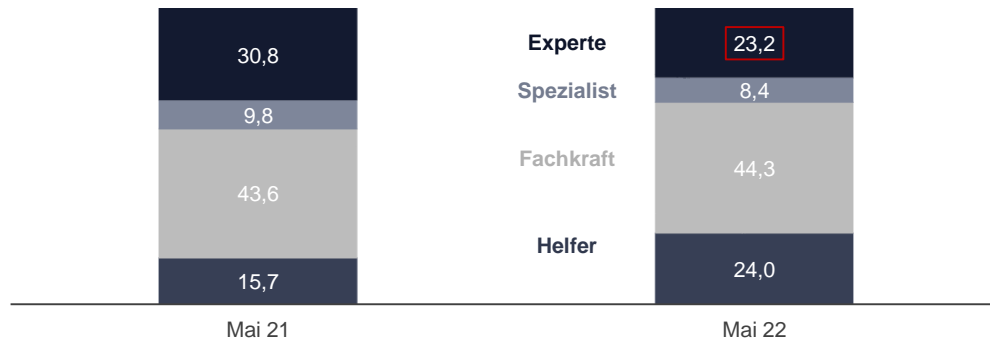 30,8
Experte
23,2
9,8
Spezialist
8,4
43,6
Fachkraft
44,3
15,7
Helfer
24,0
Mai 21
Mai 22